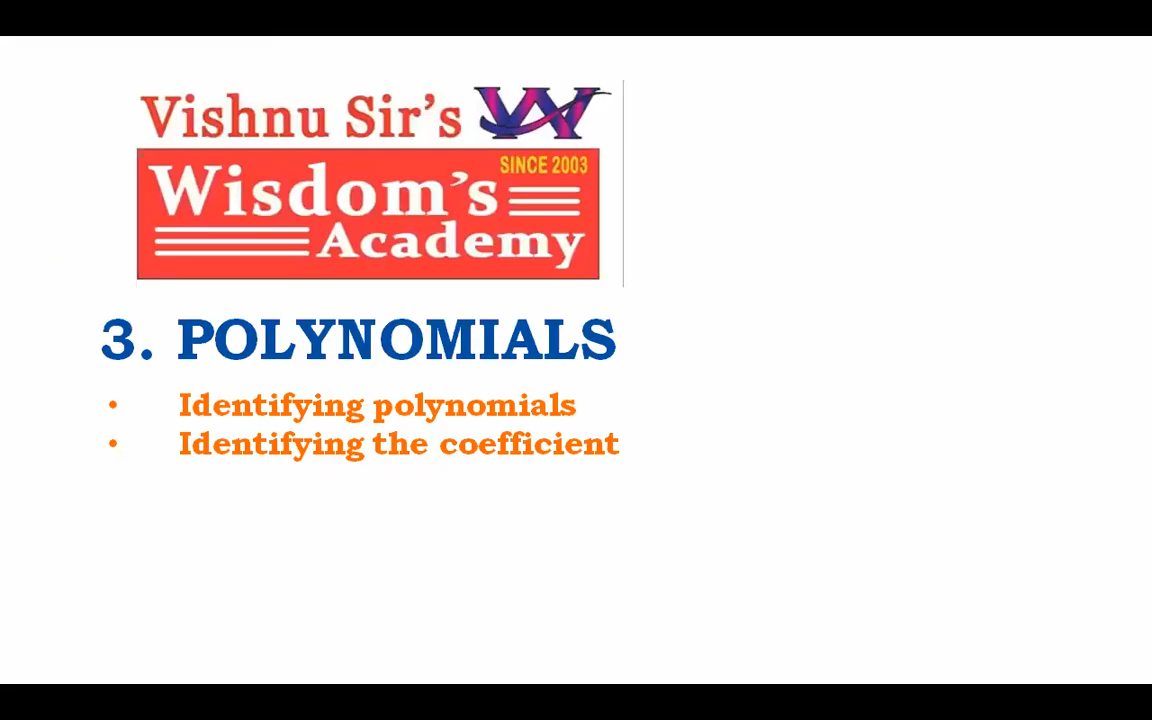 Vishnu Sir's W
SINCE 2003
Wisdom's
Academy
3. POLYNOMIALS
• Identifying polynomials
• Identifying the coefficient